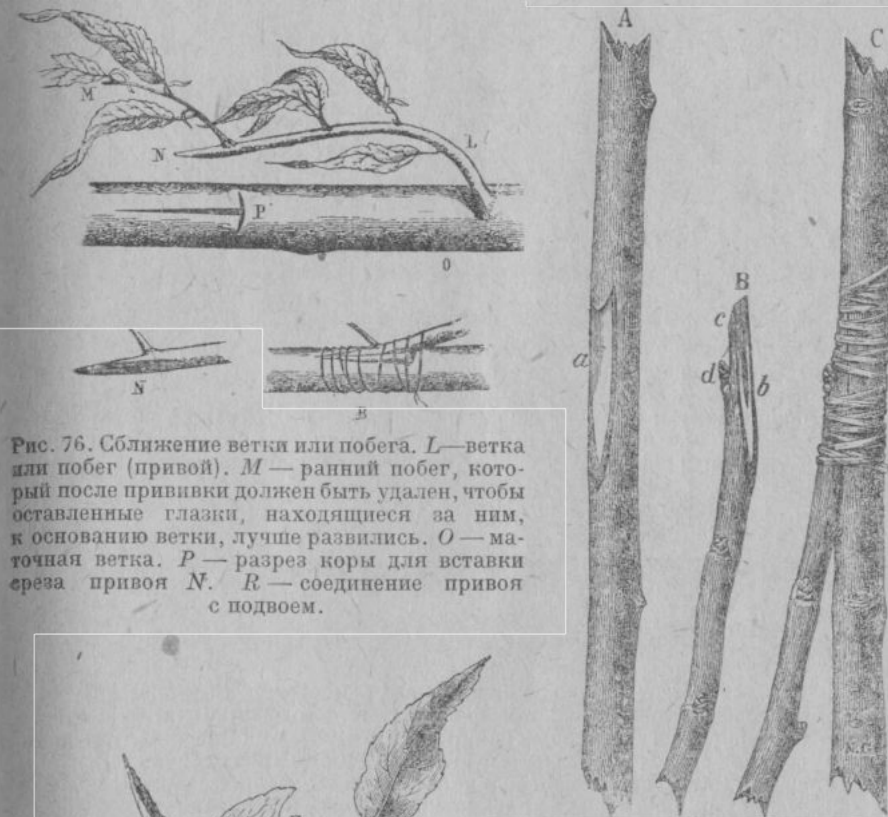 A
C
M
N
L
P
O
B
c
a
d
b
N
R
Рис. 76. Сближение ветки или побега. L—ветка
или побег (привой). M — ранний побег, кото-
рый после прививки должен быть удален, чтобы
оставленные глазки, находящиеся за ним,
к основанию ветки, лучше развились. O — ма-
точная ветка. P — разрез коры для вставки
среза привоя N. R — соединение привоя
с подвоем.